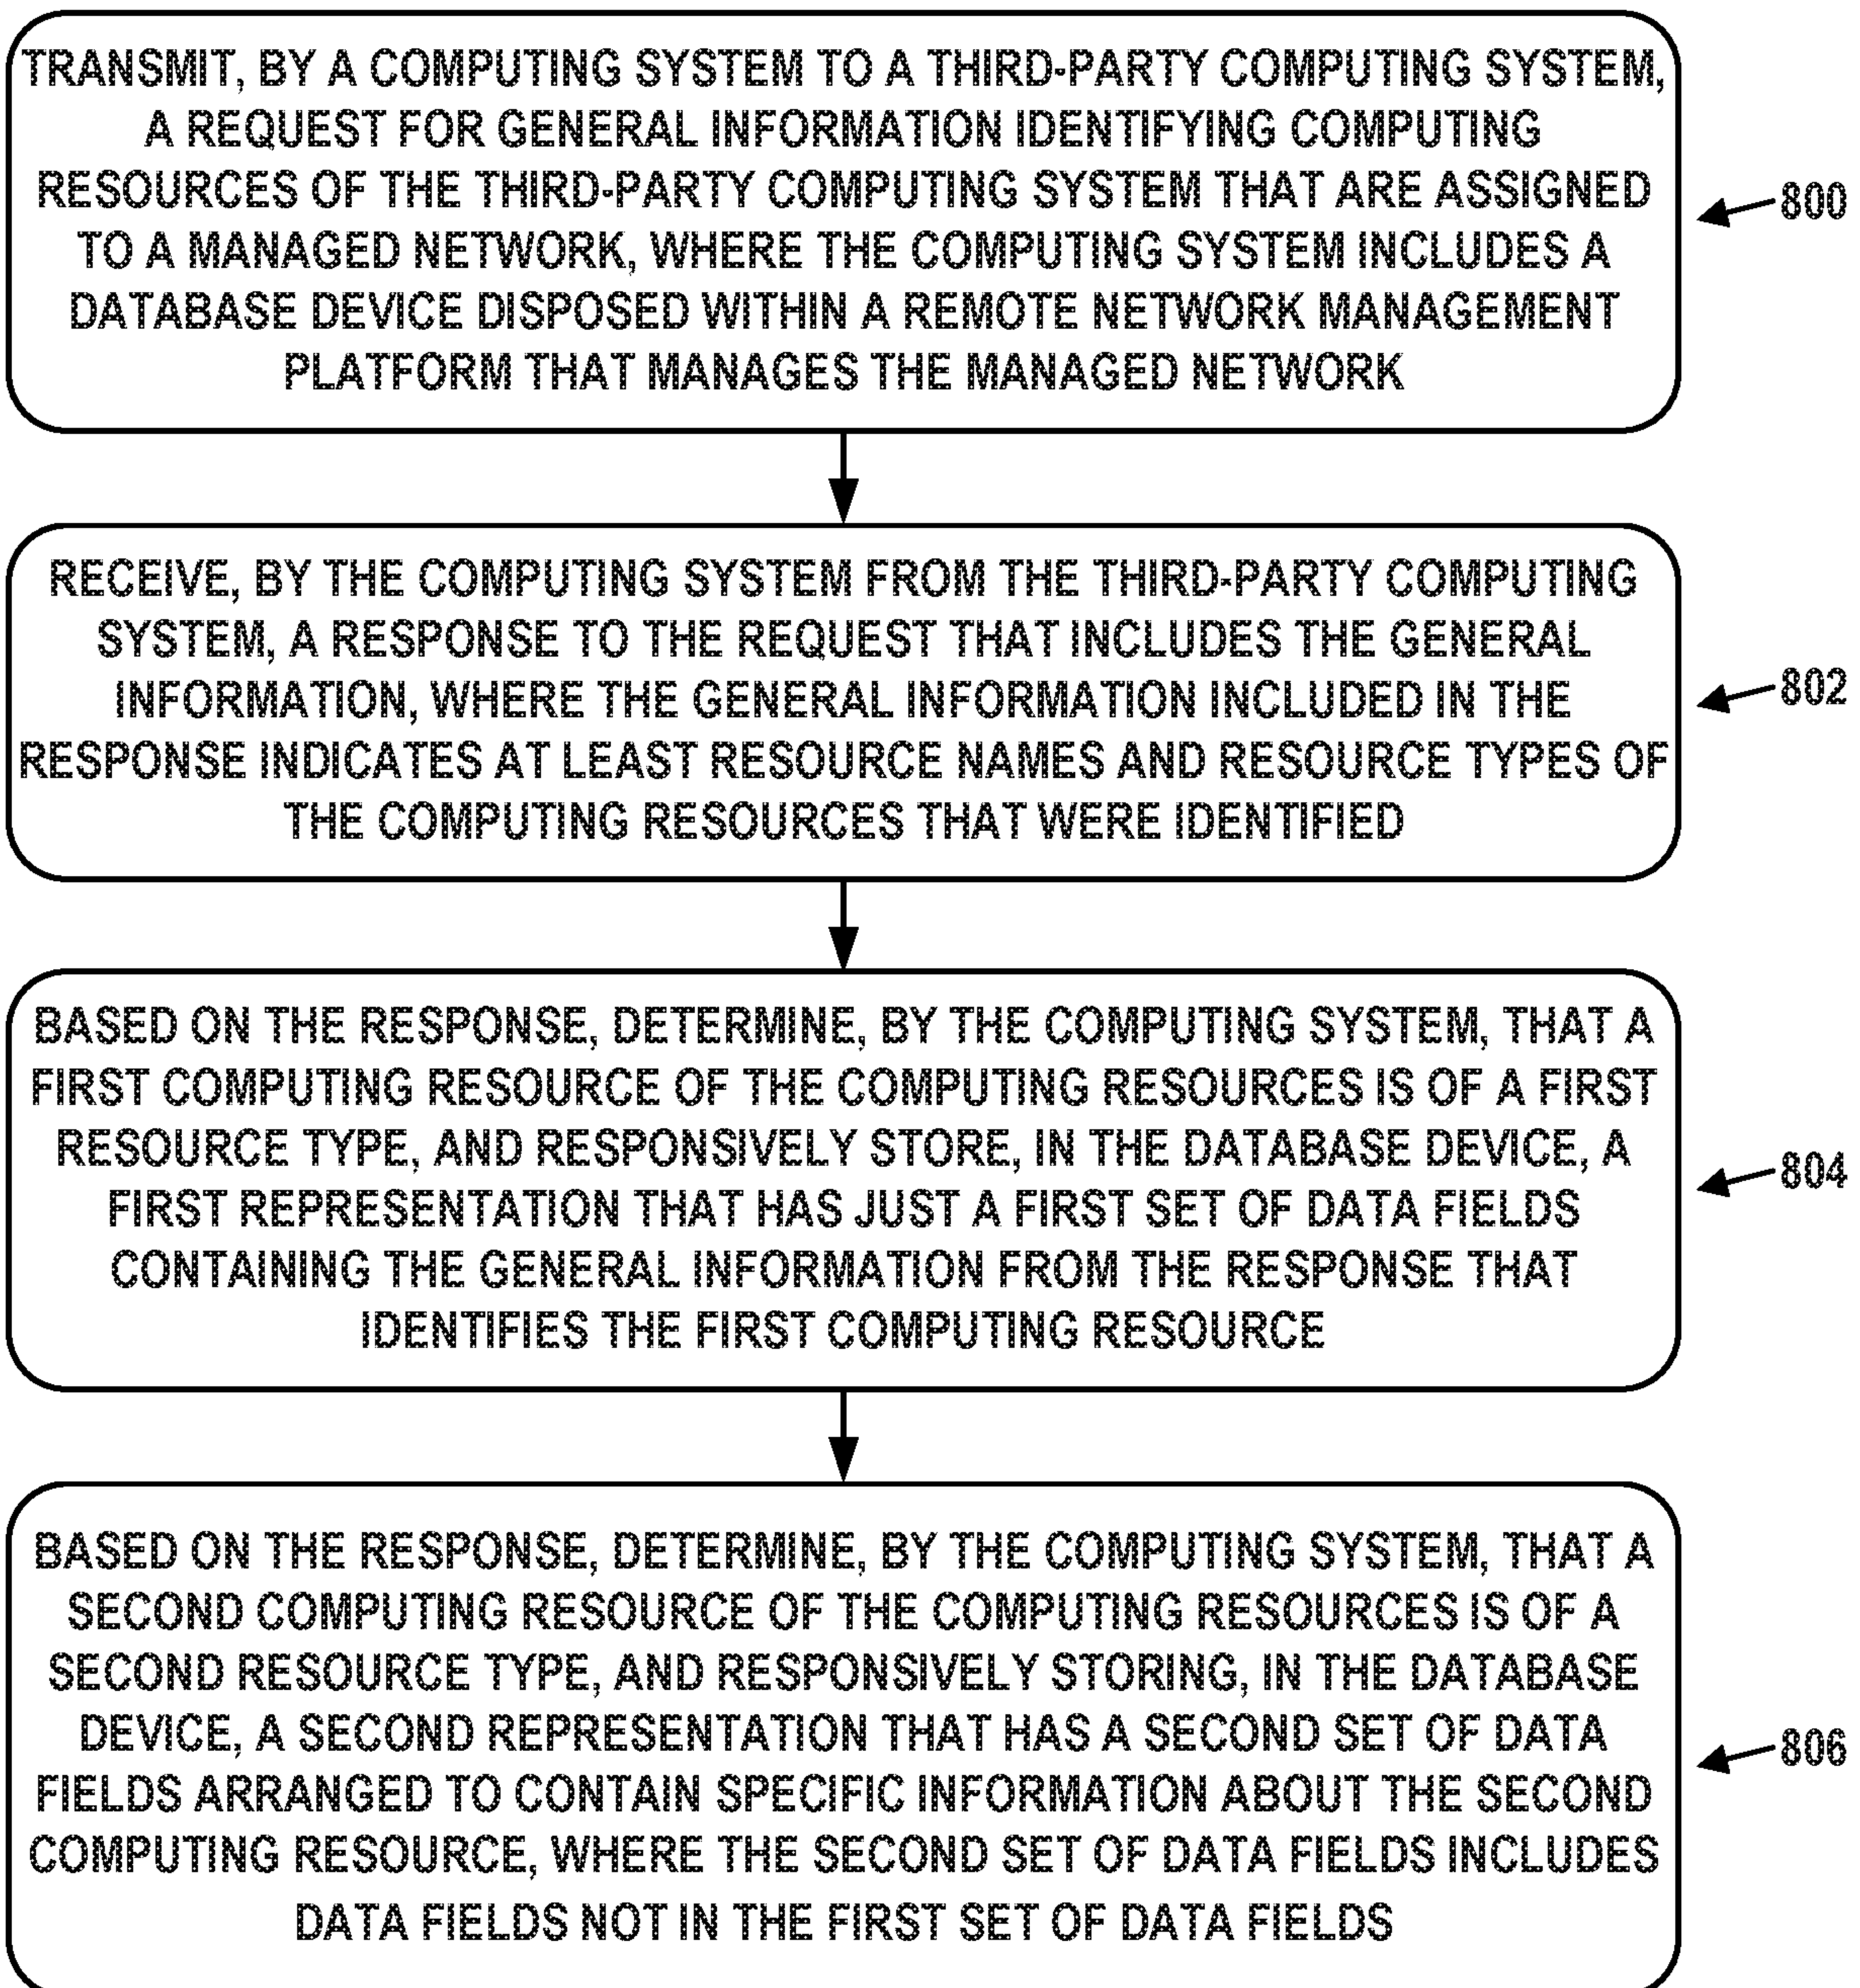 TRANSMIT, BY A COMPUTING SYSTEM TO A THIRD-PARTY COMPUTING SYSTEM,
A REQUEST FOR GENERAL INFORMATION IDENTIFYING COMPUTING
RESOURCES OF THE THIRD-PARTY COMPUTING SYSTEM THAT ARE ASSIGNED
TO A MANAGED NETWORK, WHERE THE COMPUTING SYSTEM INCLUDES A
DATABASE DEVICE DISPOSED WITHIN A REMOTE NETWORK MANAGEMENT
PLATFORM THAT MANAGES THE MANAGED NETWORK
800
RECEIVE, BY THE COMPUTING SYSTEM FROM THE THIRD-PARTY COMPUTING
SYSTEM, A RESPONSE TO THE REQUEST THAT INCLUDES THE GENERAL
INFORMATION, WHERE THE GENERAL INFORMATION INCLUDED IN THE
RESPONSE INDICATES AT LEAST RESOURCE NAMES AND RESOURCE TYPES OF
THE COMPUTING RESOURCES THAT WERE IDENTIFIED
802
BASED ON THE RESPONSE, DETERMINE, BY THE COMPUTING SYSTEM, THAT A
FIRST COMPUTING RESOURCE OF THE COMPUTING RESOURCES IS OF A FIRST
RESOURCE TYPE, AND RESPONSIVELY STORE, IN THE DATABASE DEVICE, A
FIRST REPRESENTATION THAT HAS JUST A FIRST SET OF DATA FIELDS
CONTAINING THE GENERAL INFORMATION FROM THE RESPONSE THAT
IDENTIFIES THE FIRST COMPUTING RESOURCE
804
BASED ON THE RESPONSE, DETERMINE, BY THE COMPUTING SYSTEM, THAT A
SECOND COMPUTING RESOURCE OF THE COMPUTING RESOURCES IS OF A
SECOND RESOURCE TYPE, AND RESPONSIVELY STORING, IN THE DATABASE
DEVICE, A SECOND REPRESENTATION THAT HAS A SECOND SET OF DATA
FIELDS ARRANGED TO CONTAIN SPECIFIC INFORMATION ABOUT THE SECOND
COMPUTING RESOURCE, WHERE THE SECOND SET OF DATA FIELDS INCLUDES
DATA FIELDS NOT IN THE FIRST SET OF DATA FIELDS
806